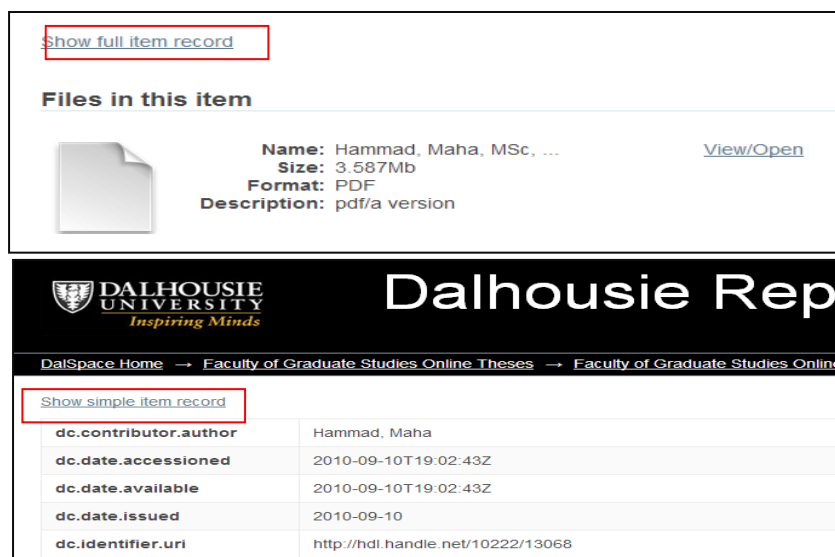 Show full item record
Files in this item
Name: Hammad, Maha, MSc, ...
View/Open
Size: 3.587Mb
Format: PDF
Description: pdf/a version
DALHOUSIE
UNIVERSITY
Inspiring Minds
Dalhousie Rep
DalSpace Home → Faculty of Graduate Studies Online Theses → Faculty of Graduate Studies Online
Show simple item record
dc.contributor.author Hammad, Maha
dc.date.accessioned 2010-09-10T19:02:43Z
dc.date.available 2010-09-10T19:02:43Z
dc.date.issued 2010-09-10
dc.identifier.uri http://hdl.handle.net/10222/13068